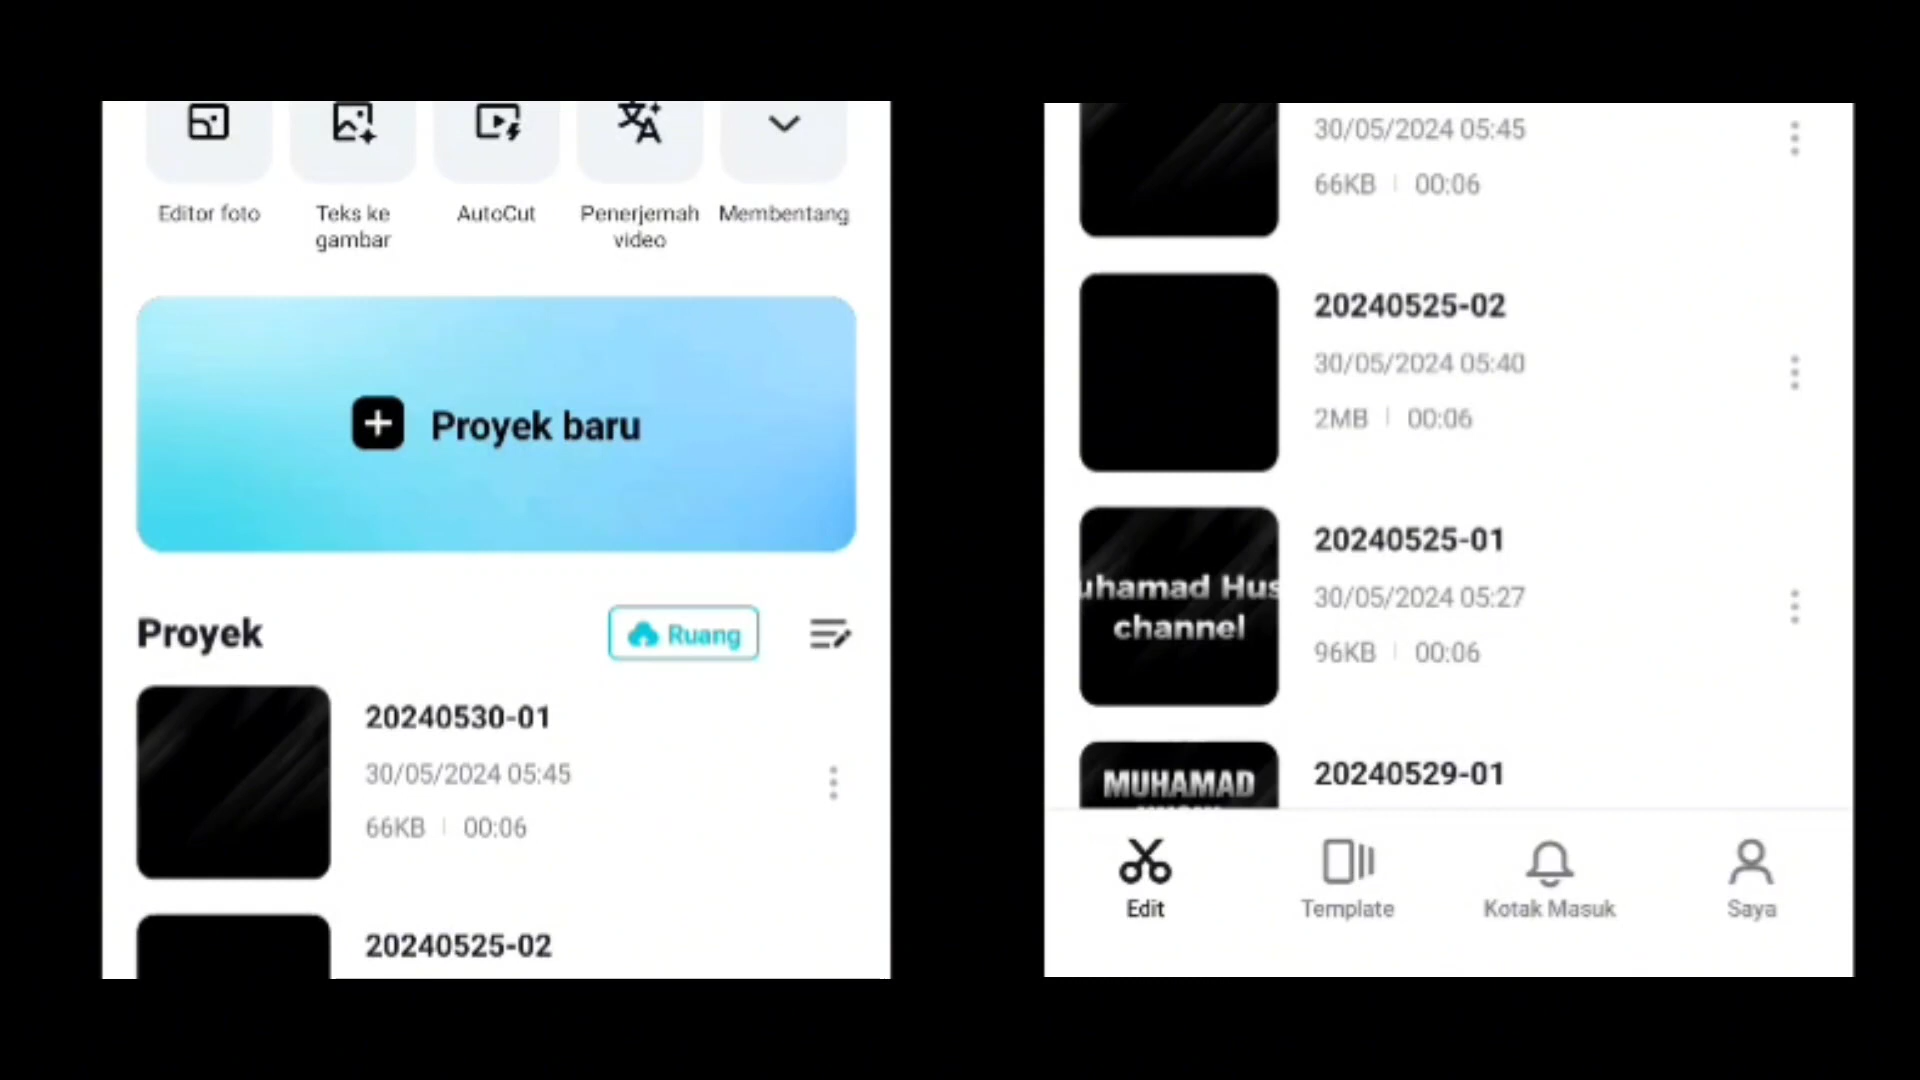 Editor foto
Teks ke
gambar
AutoCut
Penerjemah
video
Membentang
Proyek baru
Proyek
Ruang
20240530-01
30/05/2024 05:45
66KB | 00:06
20240525-02
30/05/2024 05:45
66KB | 00:06
20240525-02
30/05/2024 05:40
2MB | 00:06
uhamad Hus
channel
20240525-01
30/05/2024 05:27
96KB | 00:06
MUHAMAD
20240529-01
Edit
Template
Kotak Masuk
Saya